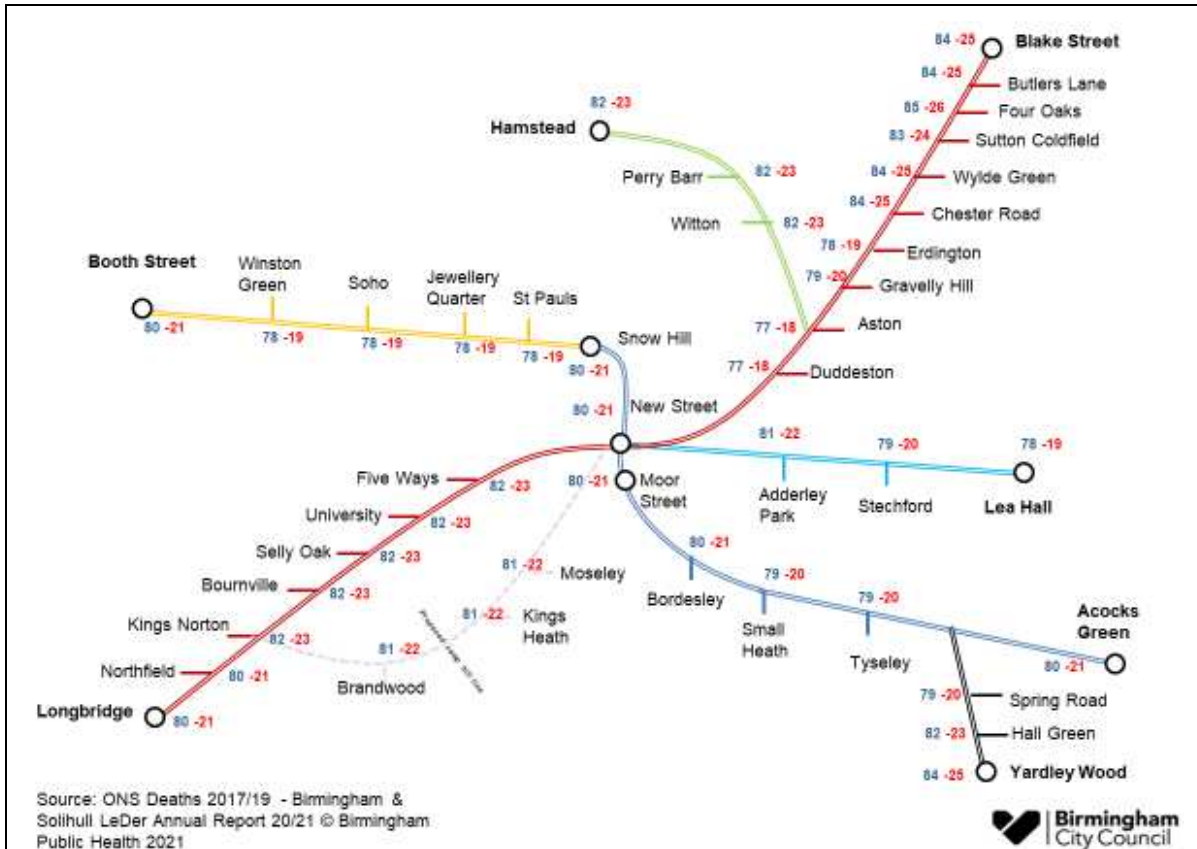 84 -25
Blake Street
84 -25
Butlers Lane
85 -26
Four Oaks
83 -24
Sutton Coldfield
84 -25
Wylde Green
84 -25
Chester Road
78 -19
Erdington
79 -20
Gravelly Hill
77 -18
Aston
77 -18
Duddeston
82 -23
Hamstead
82 -23
Perry Barr
82 -23
Witton
Booth Street
80 -21
Winston
Green
78 -19
Soho
78 -19
Jewellery
Quarter
78 -19
St Pauls
78 -19
Snow Hill
80 -21
New Street
80 -21
Moor
Street
80 -21
81 -22
Adderley
Park
79 -20
Stechford
78 -19
Lea Hall
Five Ways
82 -23
University
82 -23
Selly Oak
82 -23
Bournville
82 -23
Kings Norton
82 -23
Northfield
80 -21
Longbridge
80 -21
81 -22
Moseley
81 -22
Kings
Heath
81 -22
Brandwood
80 -21
Bordesley
79 -20
Small
Heath
79 -20
Tyseley
Acocks
Green
80 -21
79 -20
Spring Road
82 -23
Hall Green
84 -25
Yardley Wood
Source: ONS Deaths 2017/19 - Birmingham &
Solihull LeDer Annual Report 20/21 © Birmingham
Public Health 2021
Birmingham
City Council